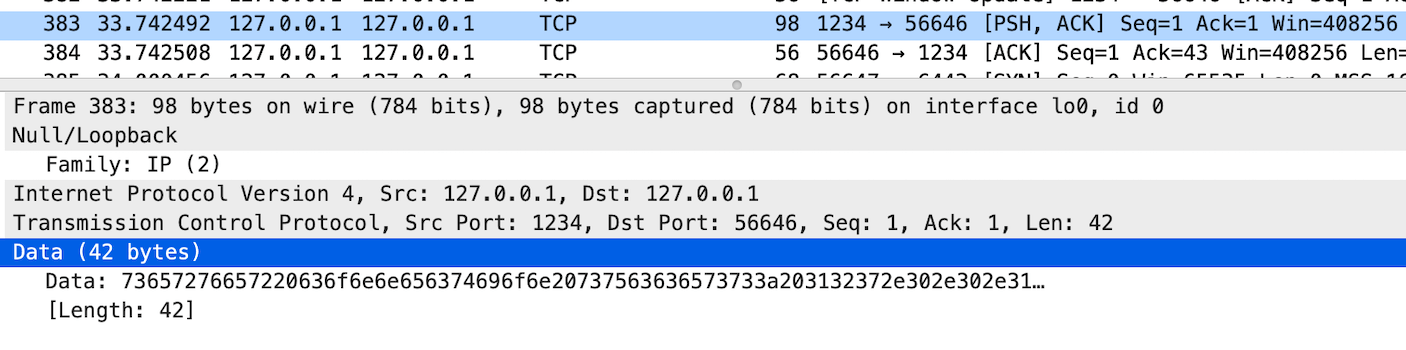 383 33.742492 127.0.0.1 127.0.0.1 TCP 98 1234 → 56646 [PSH, ACK] Seq=1 Ack=1 Win=408256
384 33.742508 127.0.0.1 127.0.0.1 TCP 56 56646 → 1234 [ACK] Seq=1 Ack=43 Win=408256 Len=
Frame 383: 98 bytes on wire (784 bits), 98 bytes captured (784 bits) on interface lo0, id 0
Null/Loopback
Family: IP (2)
Internet Protocol Version 4, Src: 127.0.0.1, Dst: 127.0.0.1
Transmission Control Protocol, Src Port: 1234, Dst Port: 56646, Seq: 1, Ack: 1, Len: 42
Data (42 bytes)
Data: 73657276657220636f6e6e656374696f6e20737563636573733a203132372e302e302e31…
[Length: 42]